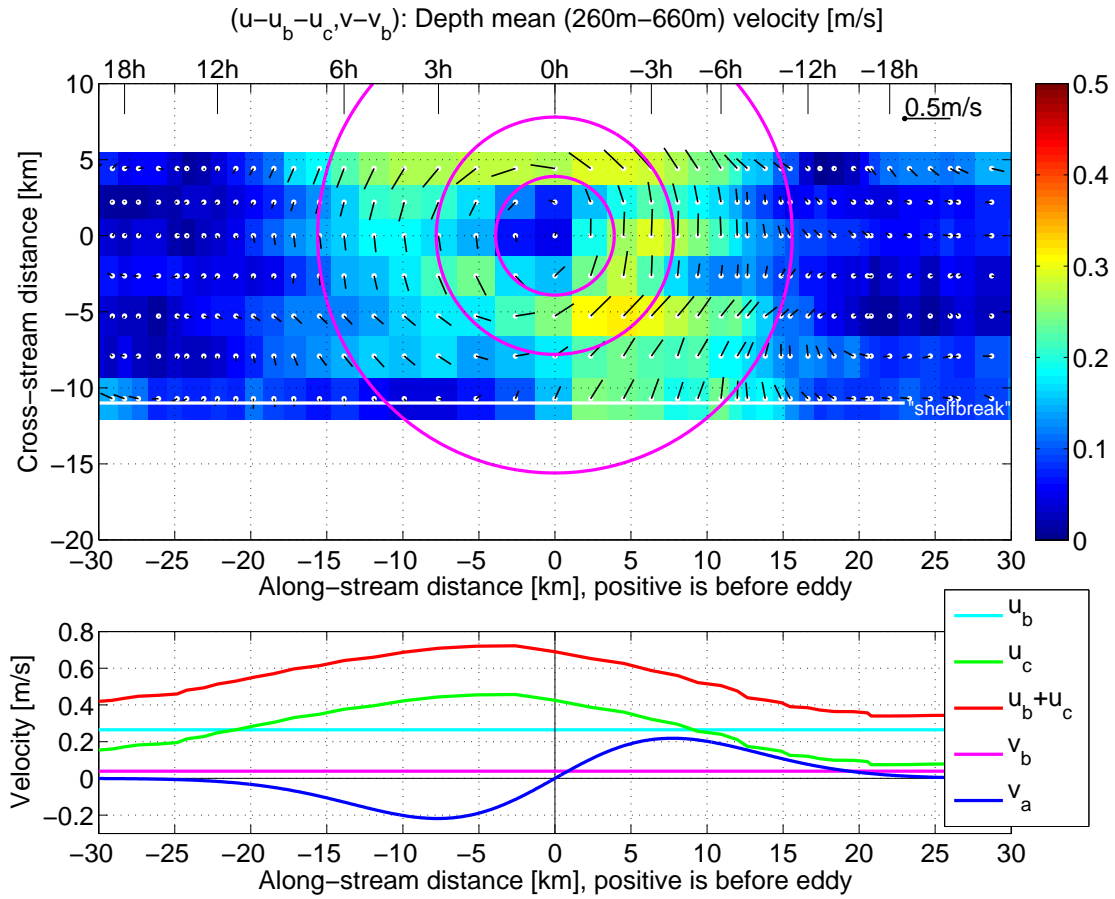 (u−u_b−u_c,v−v_b): Depth mean (260m−660m) velocity [m/s]
18h 12h 6h 3h 0h −3h −6h −12h −18h
10 5 0 −5 −10 −15 −20
Cross−stream distance [km]
0.5m/s
"shelfbreak"
0.5 0.4 0.3 0.2 0.1 0
−30 −25 −20 −15 −10 −5 0 5 10 15 20 25 30
Along−stream distance [km], positive is before eddy
0.8 0.6 0.4 0.2 0 −0.2
Velocity [m/s]
u_b
u_c
u_b+u_c
v_b
v_a
−30 −25 −20 −15 −10 −5 0 5 10 15 20 25 30
Along−stream distance [km], positive is before eddy